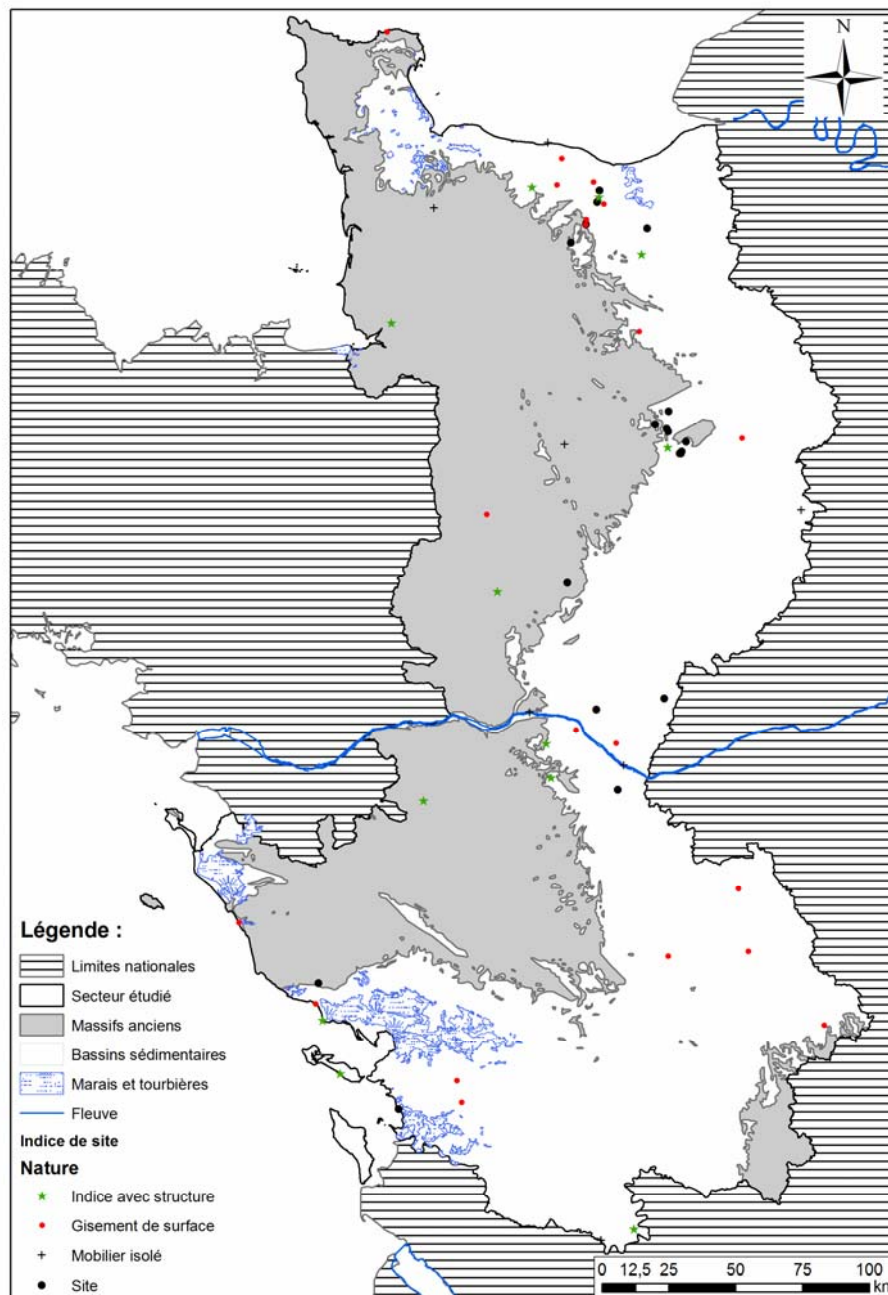 N
Légende :
Limites nationales
Secteur étudié
Massifs anciens
Bassins sédimentaires
Marais et tourbières
Fleuve
Indice de site
Nature
Indice avec structure
Gisement de surface
Mobilier isolé
Site
0 12,5 25 50 75 100
km